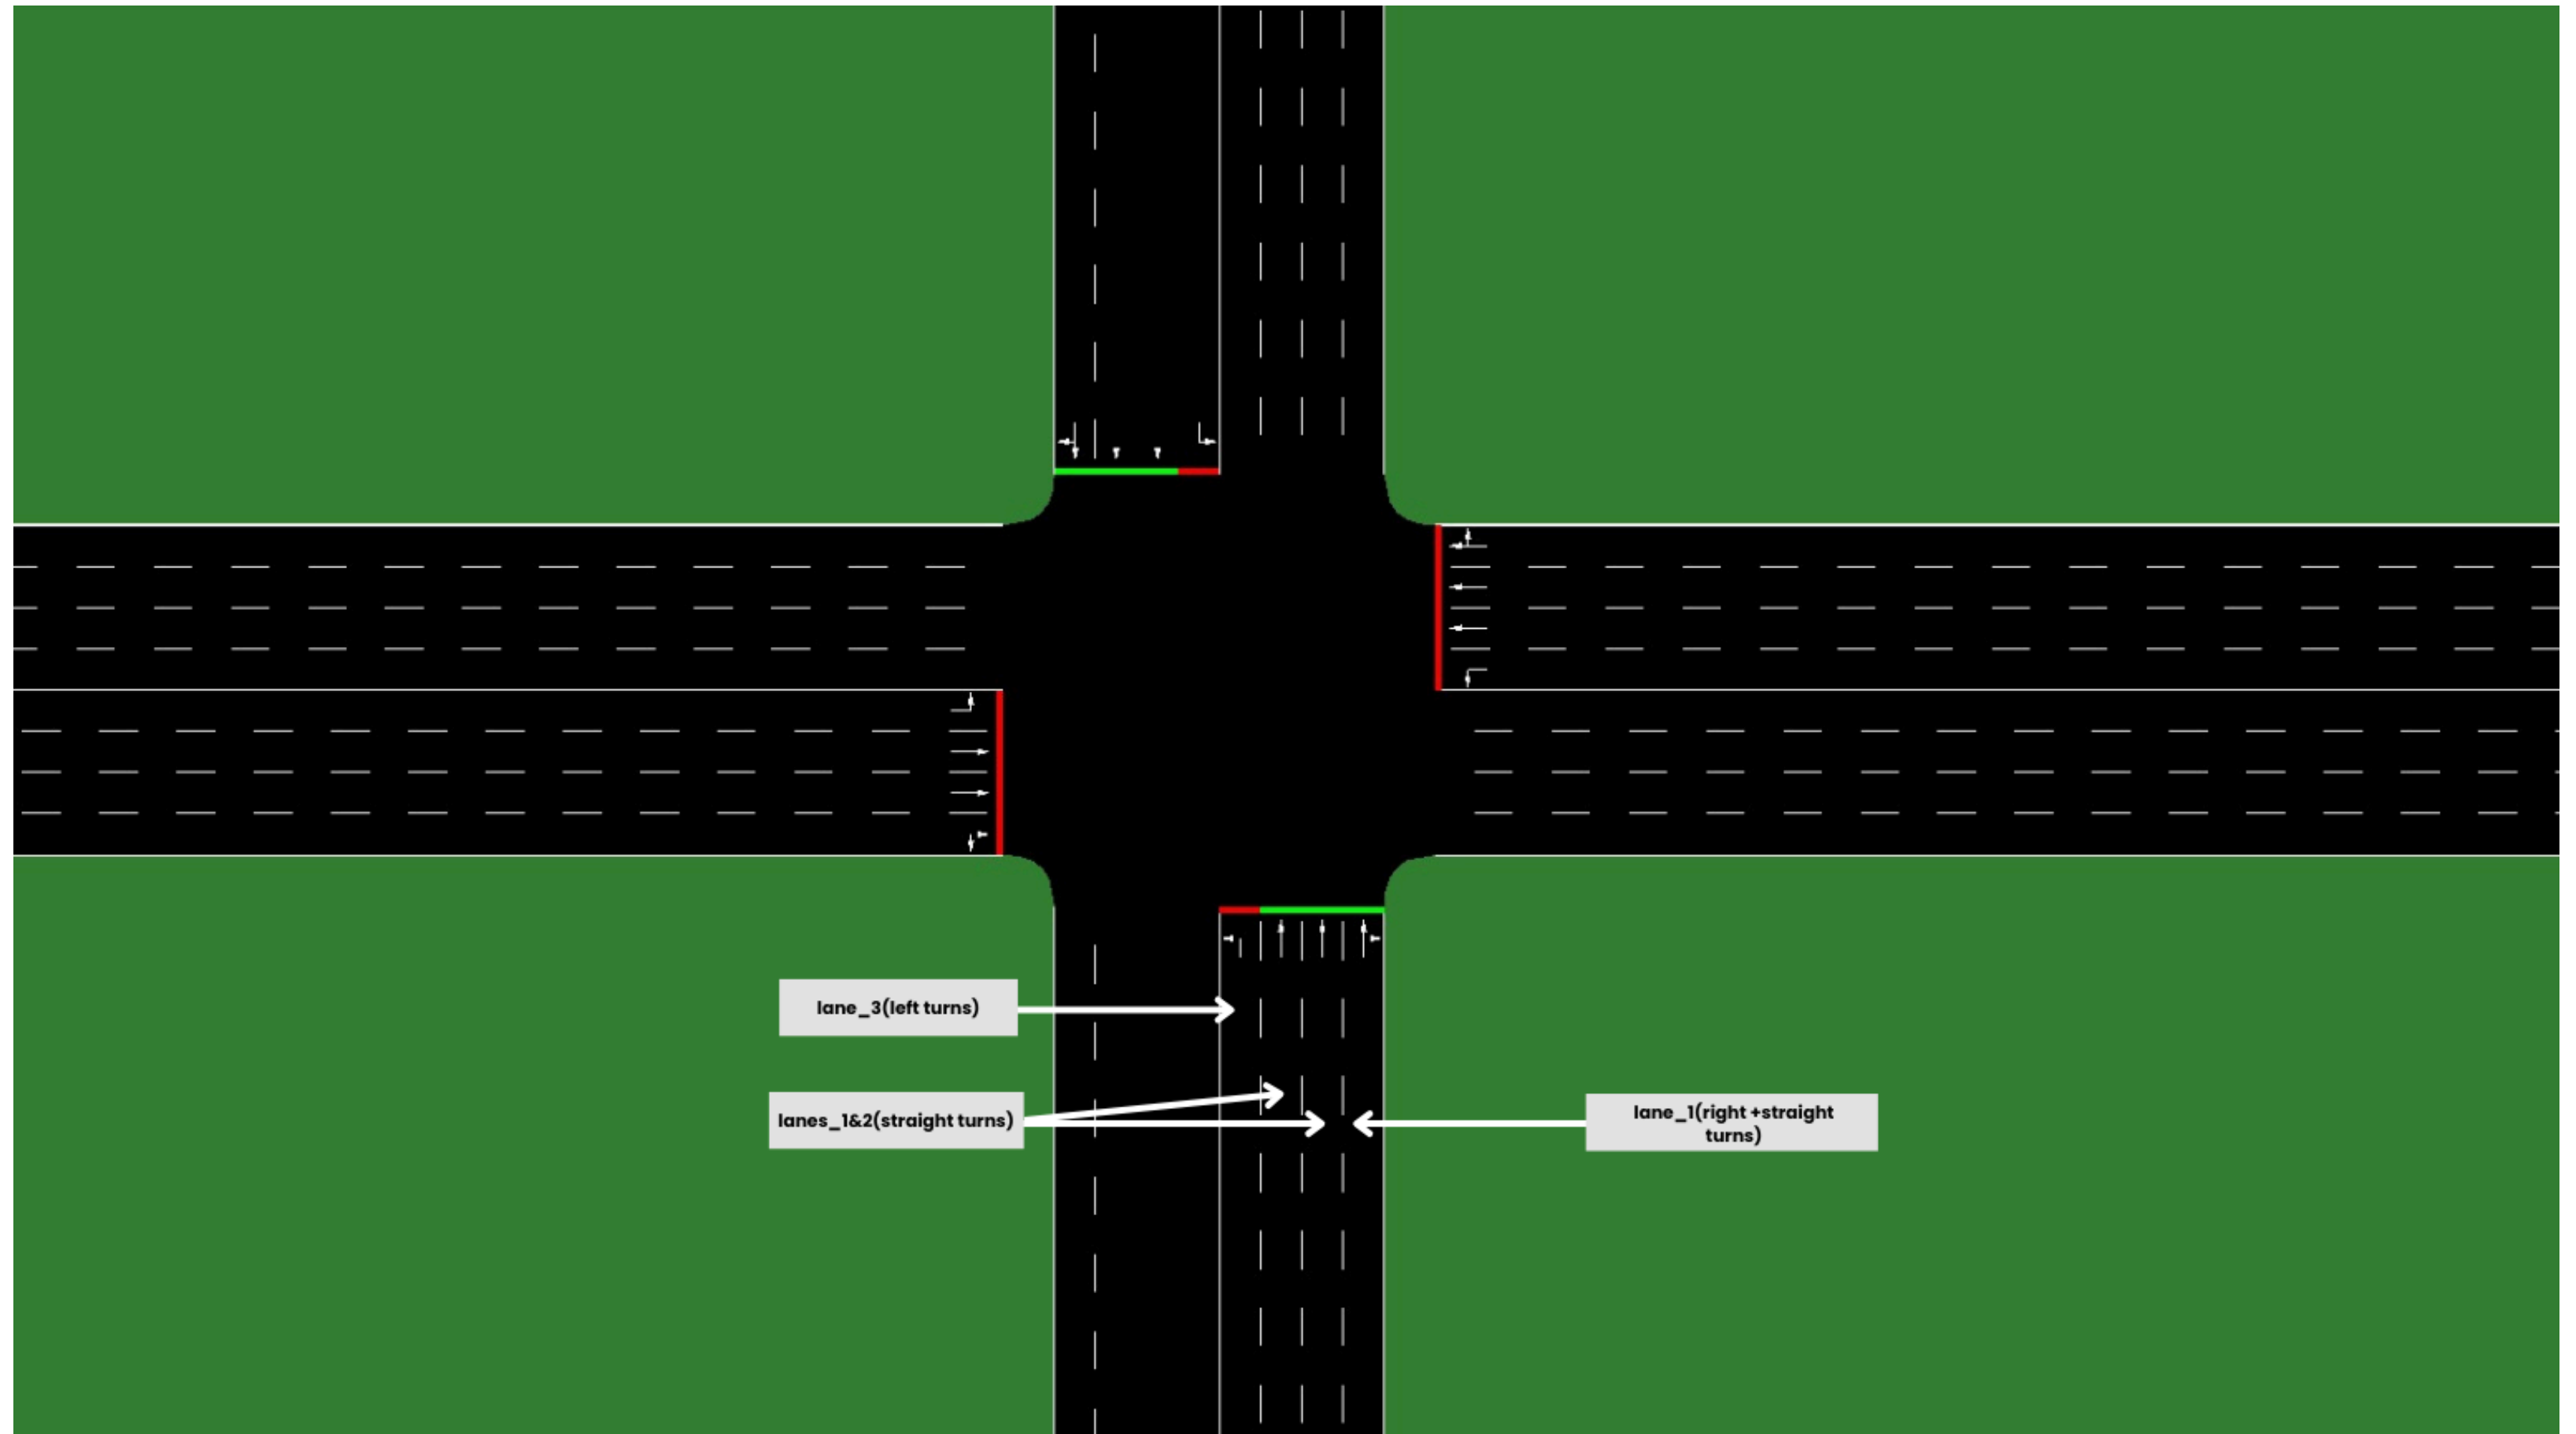 lane_3(left turns)
lanes_1&2(straight turns)
lane_1(right +straight
turns)